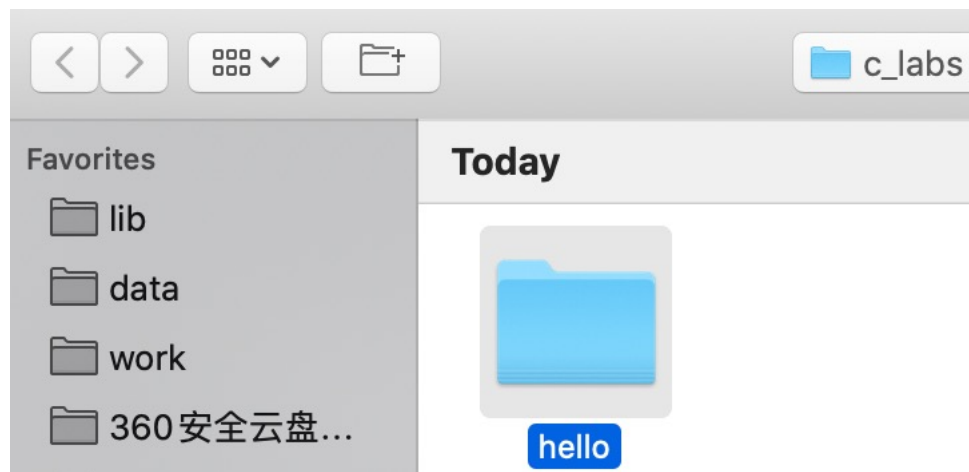 c_labs
Favorites
lib
data
work
360安全云盘...
Today
hello